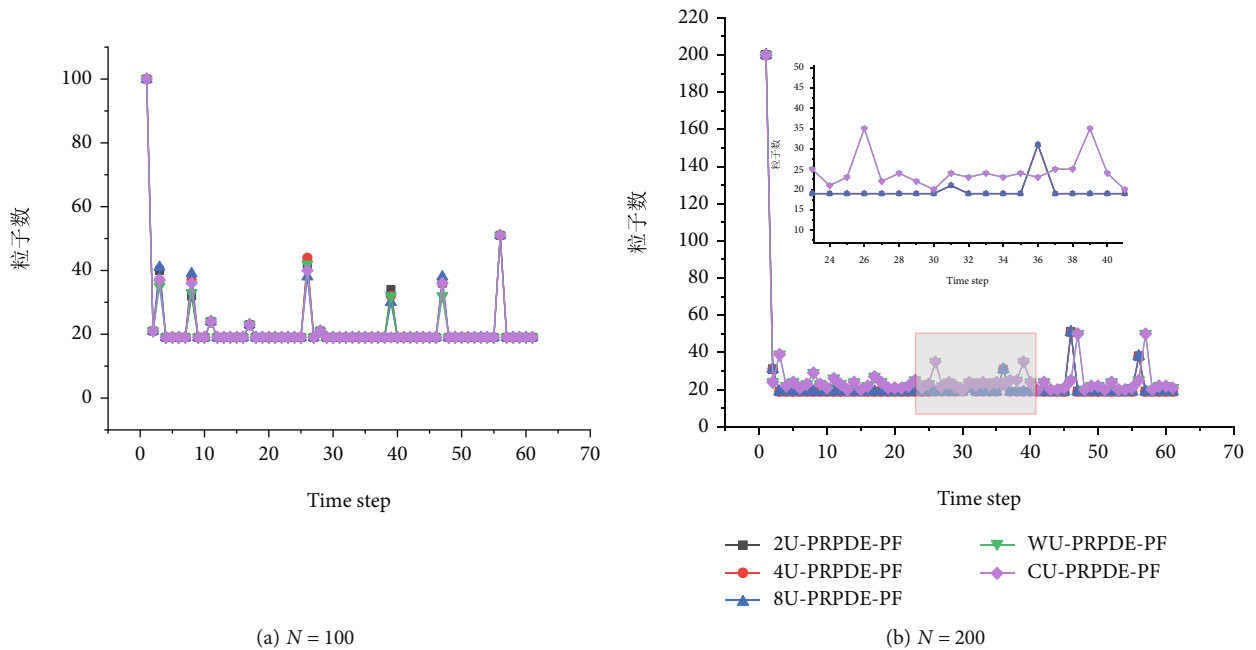 100
80
60
40
20
0
粒子数
0 10 20 30 40 50 60 70
Time step
(a) N = 100
220
200
180
160
140
120
100
80
60
40
20
0
粒子数
50
45
40
35
30
25
20
15
10
粒子数
24 26 28 30 32 34 36 38 40
Time step
0 10 20 30 40 50 60 70
Time step
2U-PRPDE-PF
4U-PRPDE-PF
8U-PRPDE-PF
WU-PRPDE-PF
CU-PRPDE-PF
(b) N = 200